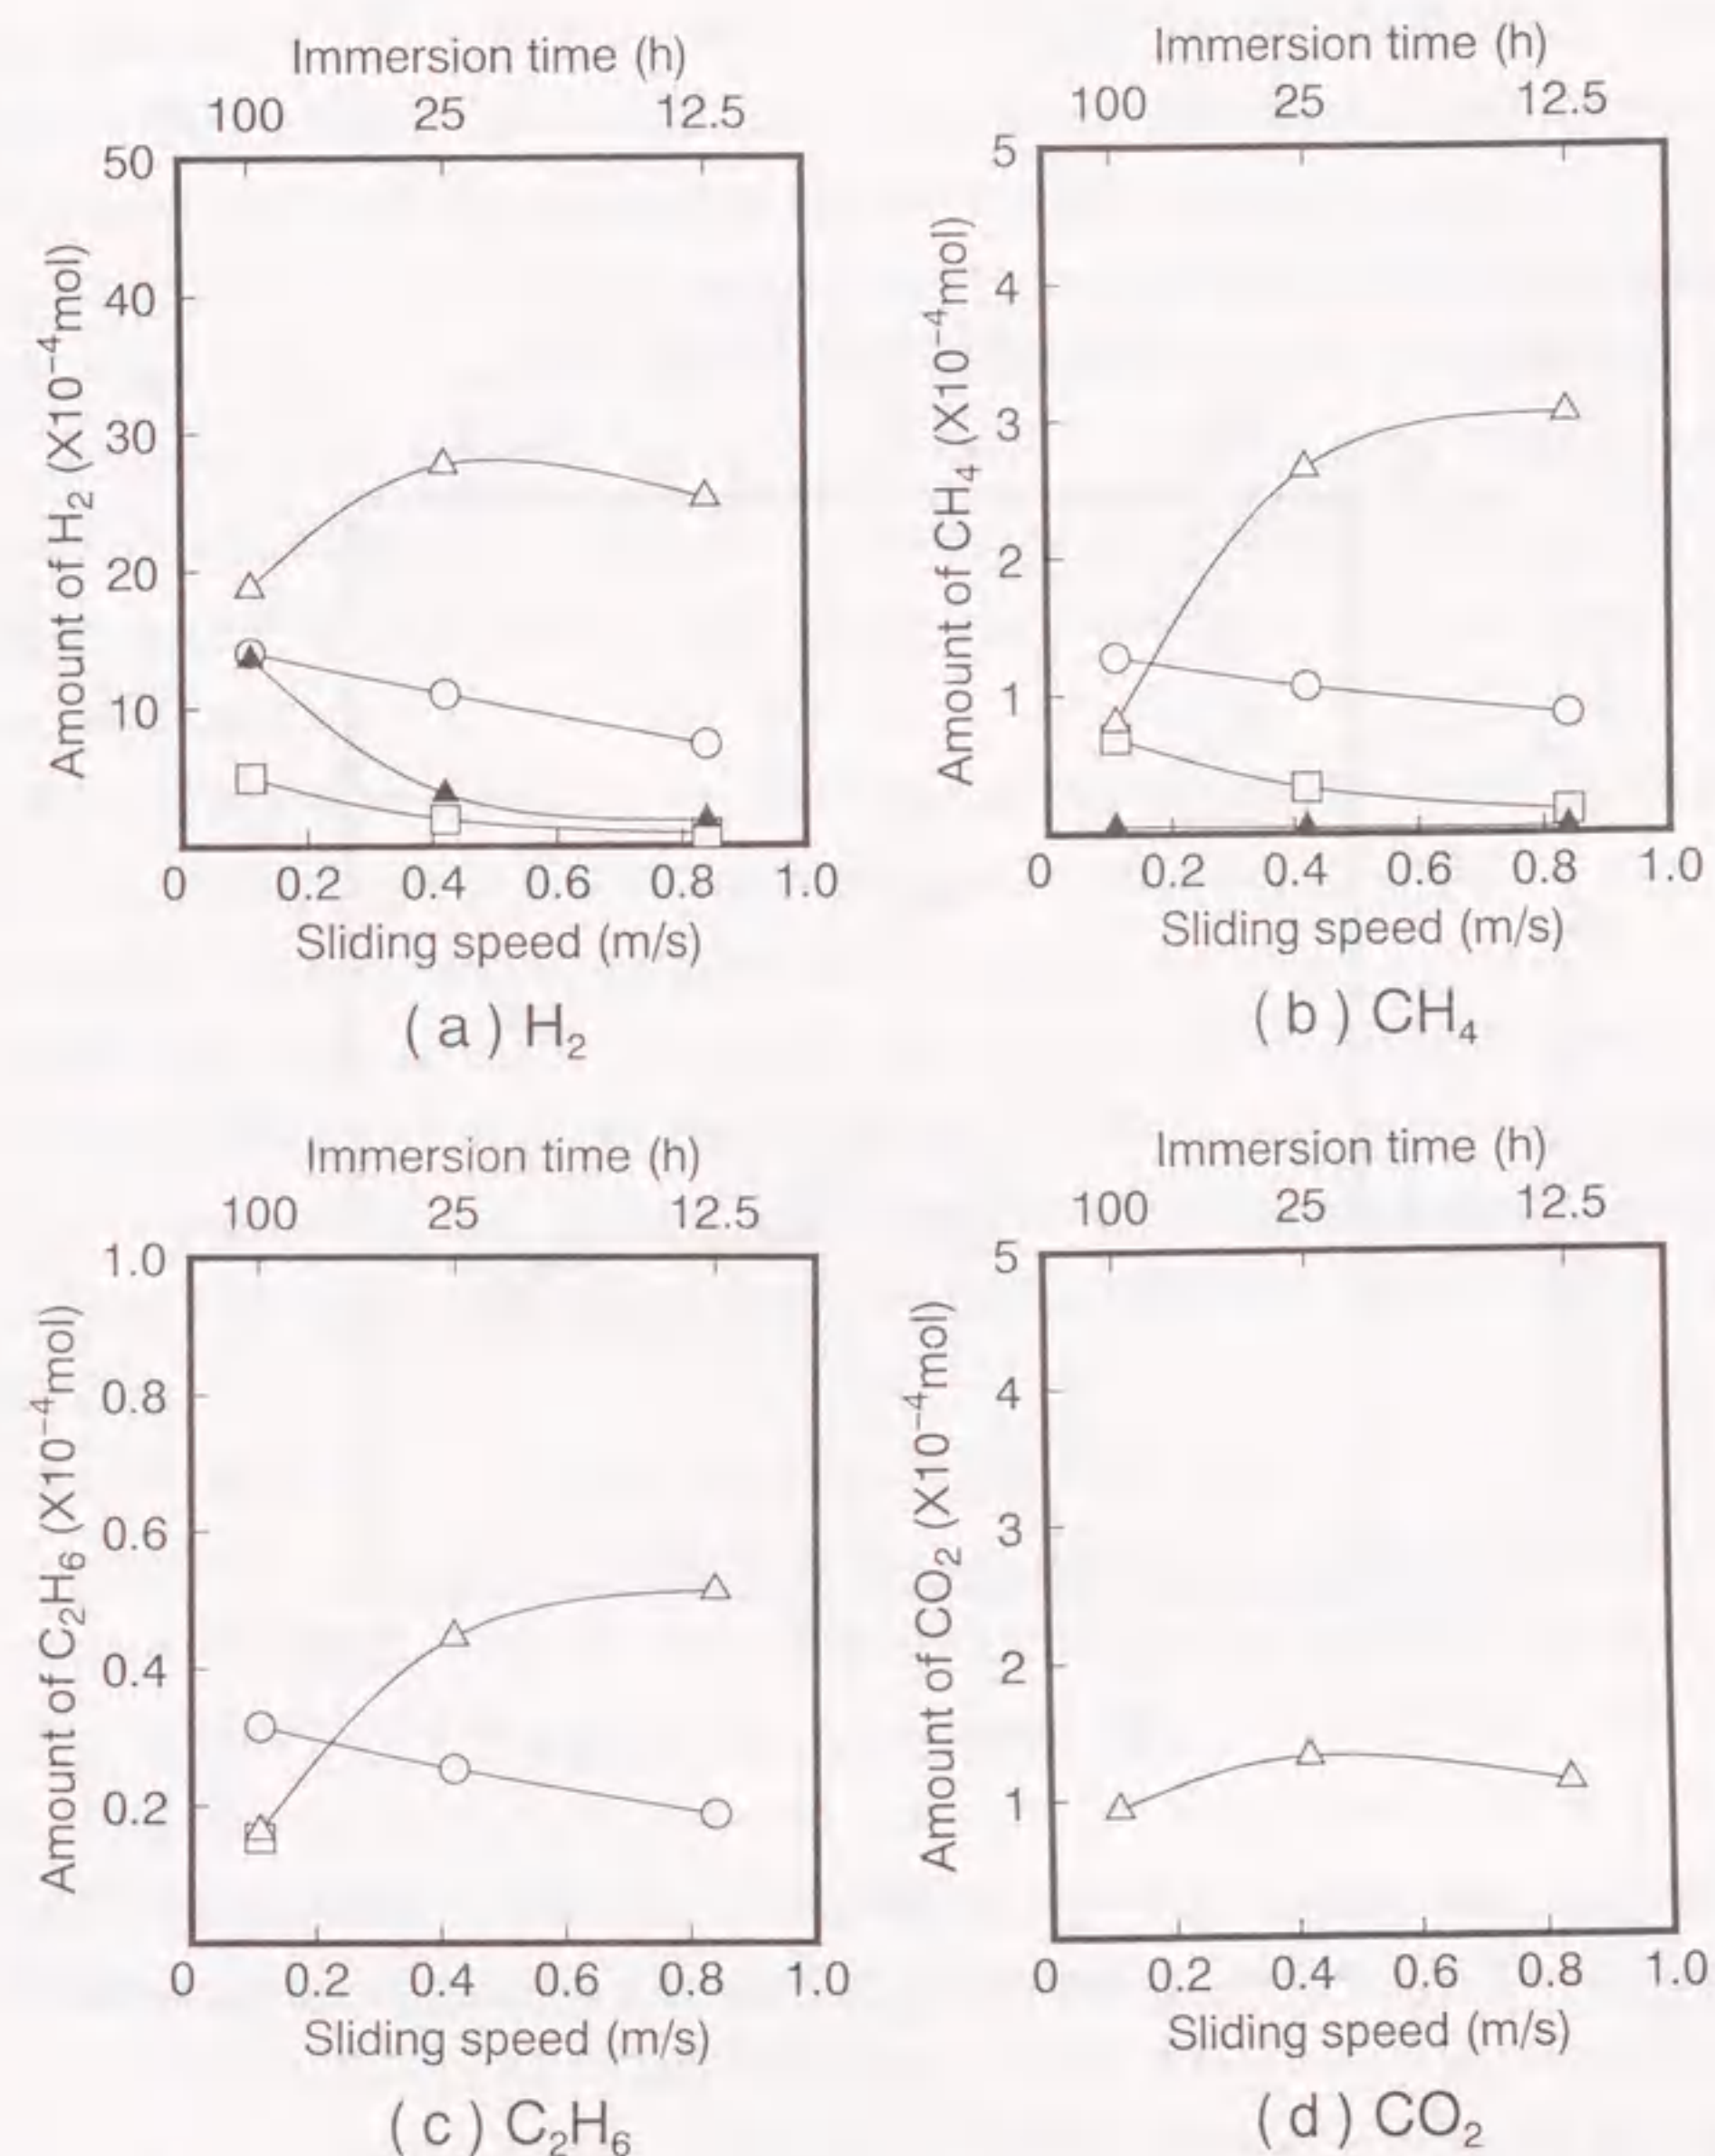 Immersion time (h)
100 25 12.5
50
40
30
20
10
Amount of H₂ (X10⁻⁴mol)
0 0.2 0.4 0.6 0.8 1.0
Sliding speed (m/s)
( a ) H₂
Immersion time (h)
100 25 12.5
5
4
3
2
1
Amount of CH₄ (X10⁻⁴mol)
0 0.2 0.4 0.6 0.8 1.0
Sliding speed (m/s)
( b ) CH₄
Immersion time (h)
100 25 12.5
1.0
0.8
0.6
0.4
0.2
Amount of C₂H₆ (X10⁻⁴mol)
0 0.2 0.4 0.6 0.8 1.0
Sliding speed (m/s)
( c ) C₂H₆
Immersion time (h)
100 25 12.5
5
4
3
2
1
Amount of CO₂ (X10⁻⁴mol)
0 0.2 0.4 0.6 0.8 1.0
Sliding speed (m/s)
( d ) CO₂